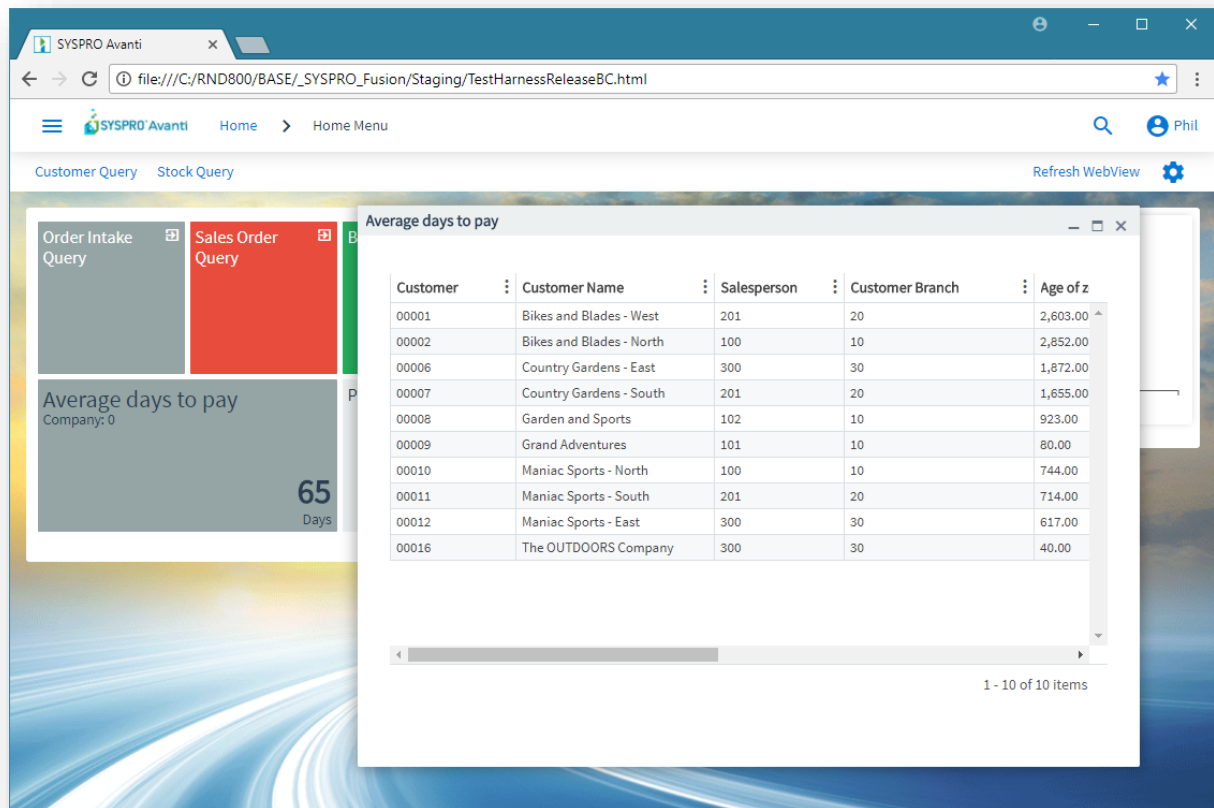 SYSPRO Avanti
file:///C:/RND800/BASE/_SYSPRO_Fusion/Staging/TestHarnessReleaseBC.html
SYSPRO Avanti Home Home Menu Phil
Customer Query Stock Query Refresh WebView
Order Intake
Query
Sales Order
Query
B
Average days to pay
Company: 0
65
Days
P
Average days to pay
Customer Customer Name Salesperson Customer Branch Age of z
00001 Bikes and Blades - West 201 20 2,603.00
00002 Bikes and Blades - North 100 10 2,852.00
00006 Country Gardens - East 300 30 1,872.00
00007 Country Gardens - South 201 20 1,655.00
00008 Garden and Sports 102 10 923.00
00009 Grand Adventures 101 10 80.00
00010 Maniac Sports - North 100 10 744.00
00011 Maniac Sports - South 201 20 714.00
00012 Maniac Sports - East 300 30 617.00
00016 The OUTDOORS Company 300 30 40.00
1 - 10 of 10 items